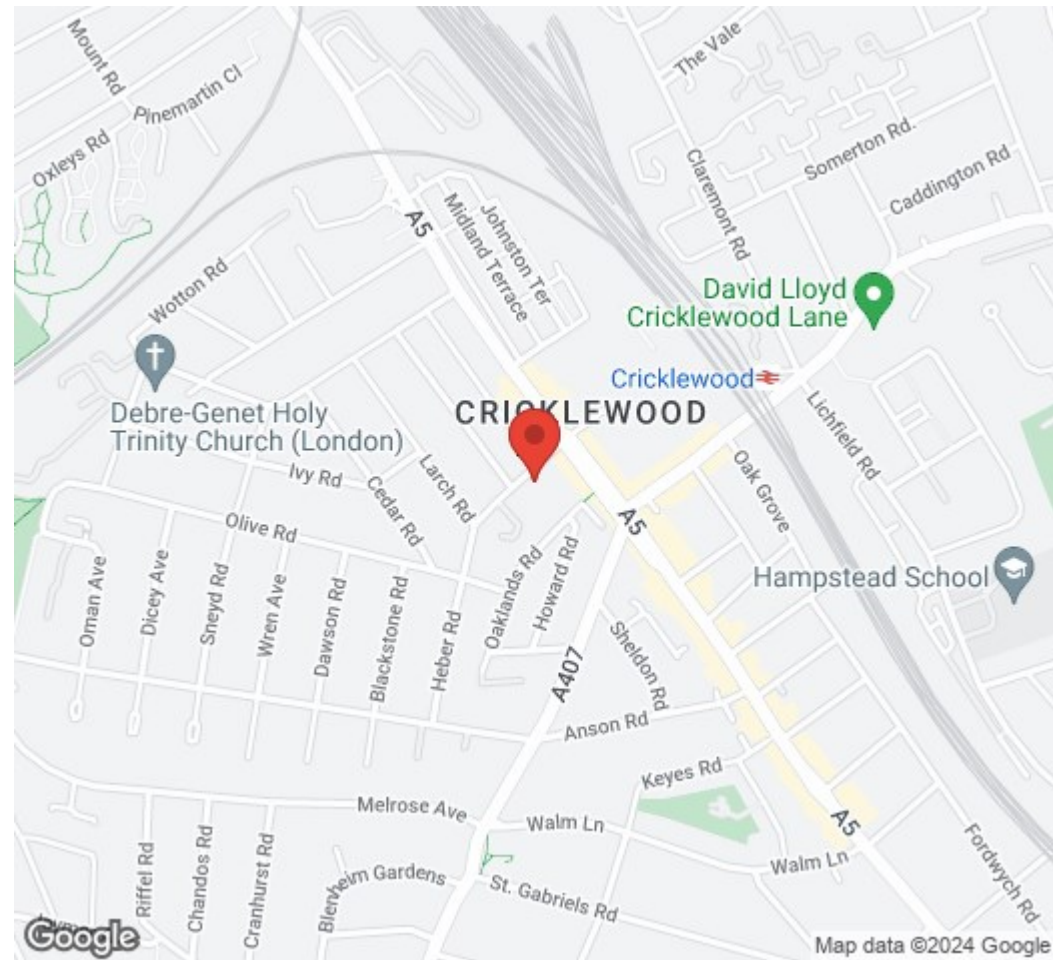 Mount Rd
Pinemartin Cl
Oxleys Rd
The Vale
Somerton Rd.
Claremont Rd
Caddington Rd
A5
Midland Terrace
Johnston Ter
Wotton Rd
David Lloyd
Cricklewood Lane
Cricklewood
Debre-Genet Holy
Trinity Church (London)
CRICKLEWOOD
Lichfield Rd
Ivy Rd
Cedar Rd
Larch Rd
Oak Grove
Olive Rd
A5
Hampstead School
Oman Ave
Dicey Ave
Sneyd Rd
Wren Ave
Dawson Rd
Blackstone Rd
Heber Rd
Oaklands Rd
Howard Rd
Sheldon Rd
A407
Anson Rd
Keyes Rd
Melrose Ave
Walm Ln
A5
Walm Ln
Fordwych Rd
Riffel Rd
Chandos Rd
Cranhurst Rd
Blenheim Gardens
St. Gabriels Rd
Google
Map data ©2024 Google